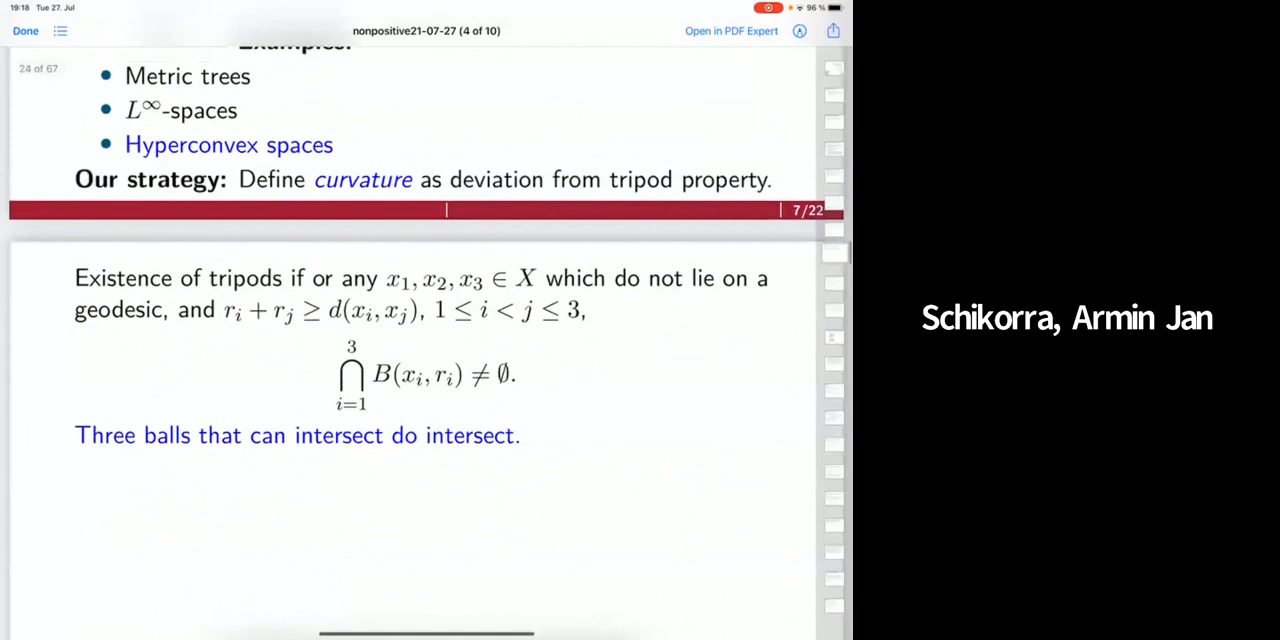 19:18 Tue 27. Jul
96 %
Done
nonpositive21-07-27 (4 of 10)
Open in PDF Expert
24 of 67
Examples:
• Metric trees
• L^∞-spaces
• Hyperconvex spaces
Our strategy: Define curvature as deviation from tripod property.
7/22
Existence of tripods if or any x₁, x₂, x₃ ∈ X which do not lie on a
geodesic, and rᵢ + rⱼ ≥ d(xᵢ, xⱼ), 1 ≤ i < j ≤ 3,
⋂_{i=1}^{3} B(xᵢ, rᵢ) ≠ ∅.
Three balls that can intersect do intersect.
Schikorra, Armin Jan